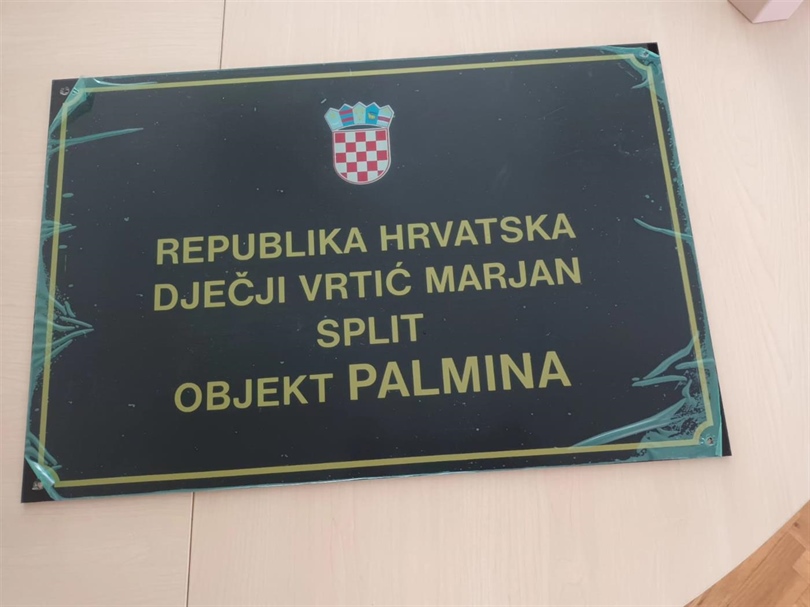 REPUBLIKA HRVATSKA
DJEČJI VRTIĆ MARJAN
SPLIT
OBJEKT PALMINA